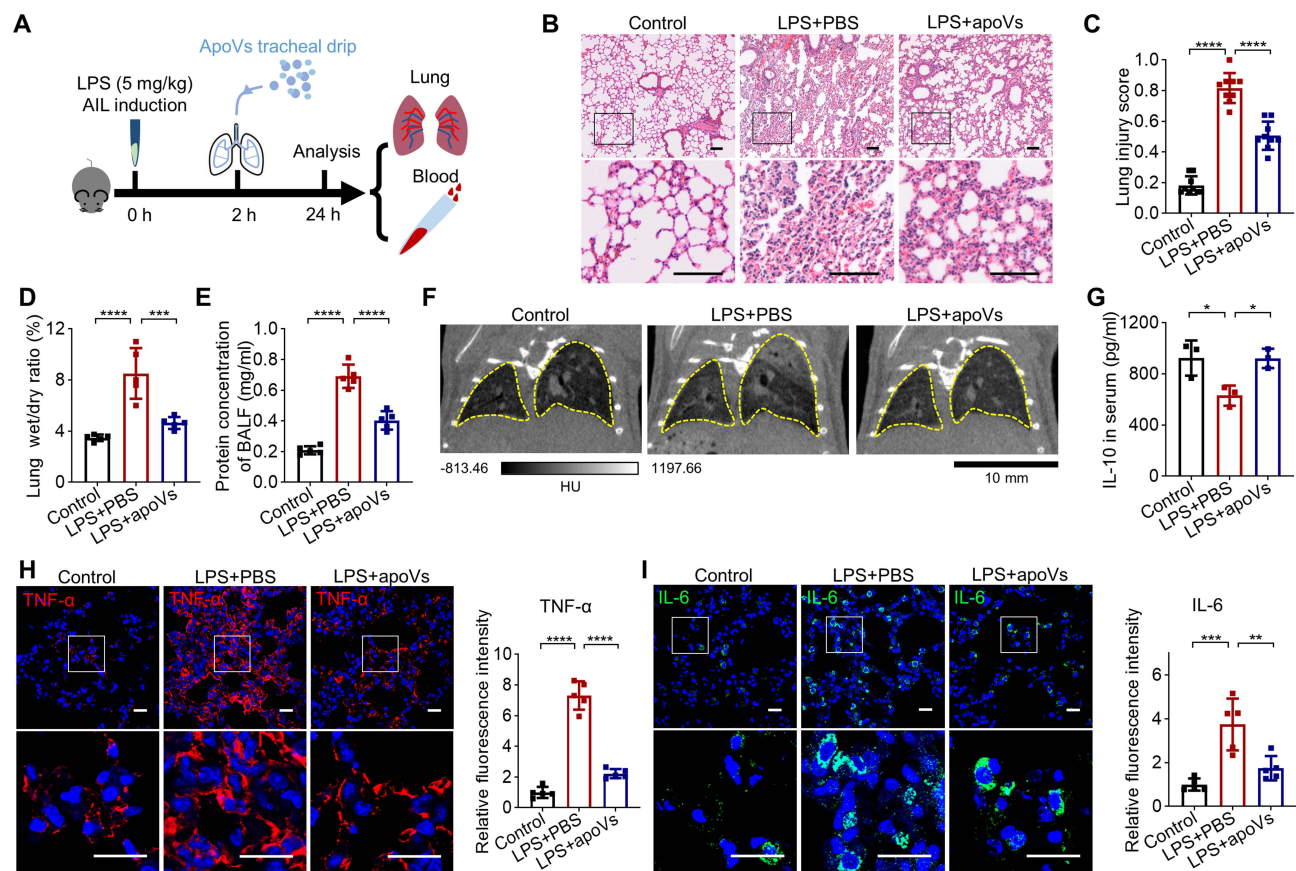 A
ApoVs tracheal drip
LPS (5 mg/kg)
AIL induction
Lung
Analysis
Blood
0 h
2 h
24 h
B
Control
LPS+PBS
LPS+apoVs
C
**** ****
Lung injury score
1.0
0.8
0.6
0.4
0.2
0.0
Control
LPS+PBS
LPS+apoVs
D
**** ***
Lung wet/dry ratio (%)
12
8
4
0
Control
LPS+PBS
LPS+apoVs
E
**** ****
Protein concentration
of BALF (mg/ml)
1.0
0.8
0.6
0.4
0.2
0.0
Control
LPS+PBS
LPS+apoVs
F
Control
LPS+PBS
LPS+apoVs
-813.46
1197.66
HU
10 mm
G
* *
IL-10 in serum (pg/ml)
1200
900
600
300
0
Control
LPS+PBS
LPS+apoVs
H
Control
LPS+PBS
LPS+apoVs
TNF-α
TNF-α
TNF-α
TNF-α
**** ****
Relative fluorescence intensity
10
8
6
4
2
0
Control
LPS+PBS
LPS+apoVs
I
Control
LPS+PBS
LPS+apoVs
IL-6
IL-6
IL-6
IL-6
*** **
Relative fluorescence intensity
6
4
2
0
Control
LPS+PBS
LPS+apoVs